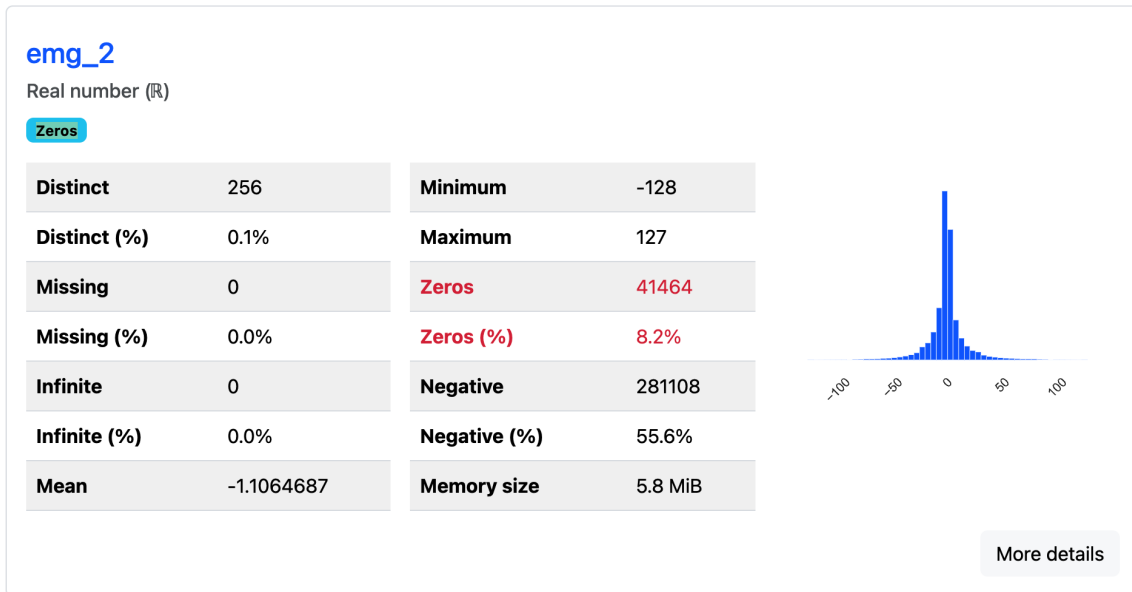 emg_2
Real number (ℝ)
Zeros
Distinct 256
Distinct (%) 0.1%
Missing 0
Missing (%) 0.0%
Infinite 0
Infinite (%) 0.0%
Mean -1.1064687
Minimum -128
Maximum 127
Zeros 41464
Zeros (%) 8.2%
Negative 281108
Negative (%) 55.6%
Memory size 5.8 MiB
−100 −50 0 50 100
More details